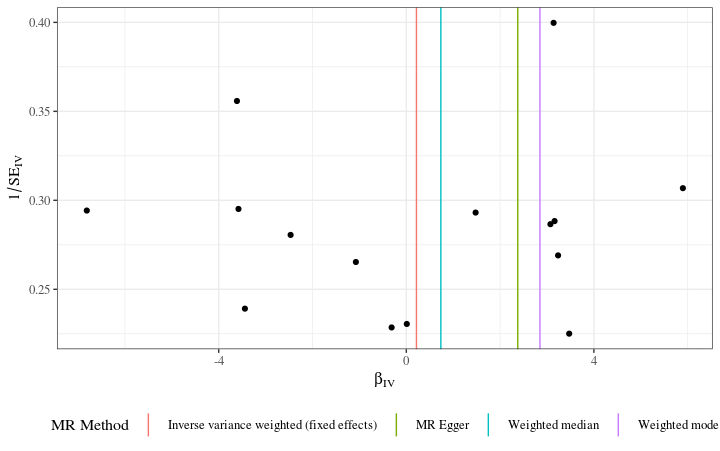 0.40
0.35
0.30
0.25
1/SE_IV
-4 0 4
β_IV
MR Method Inverse variance weighted (fixed effects) MR Egger Weighted median Weighted mode